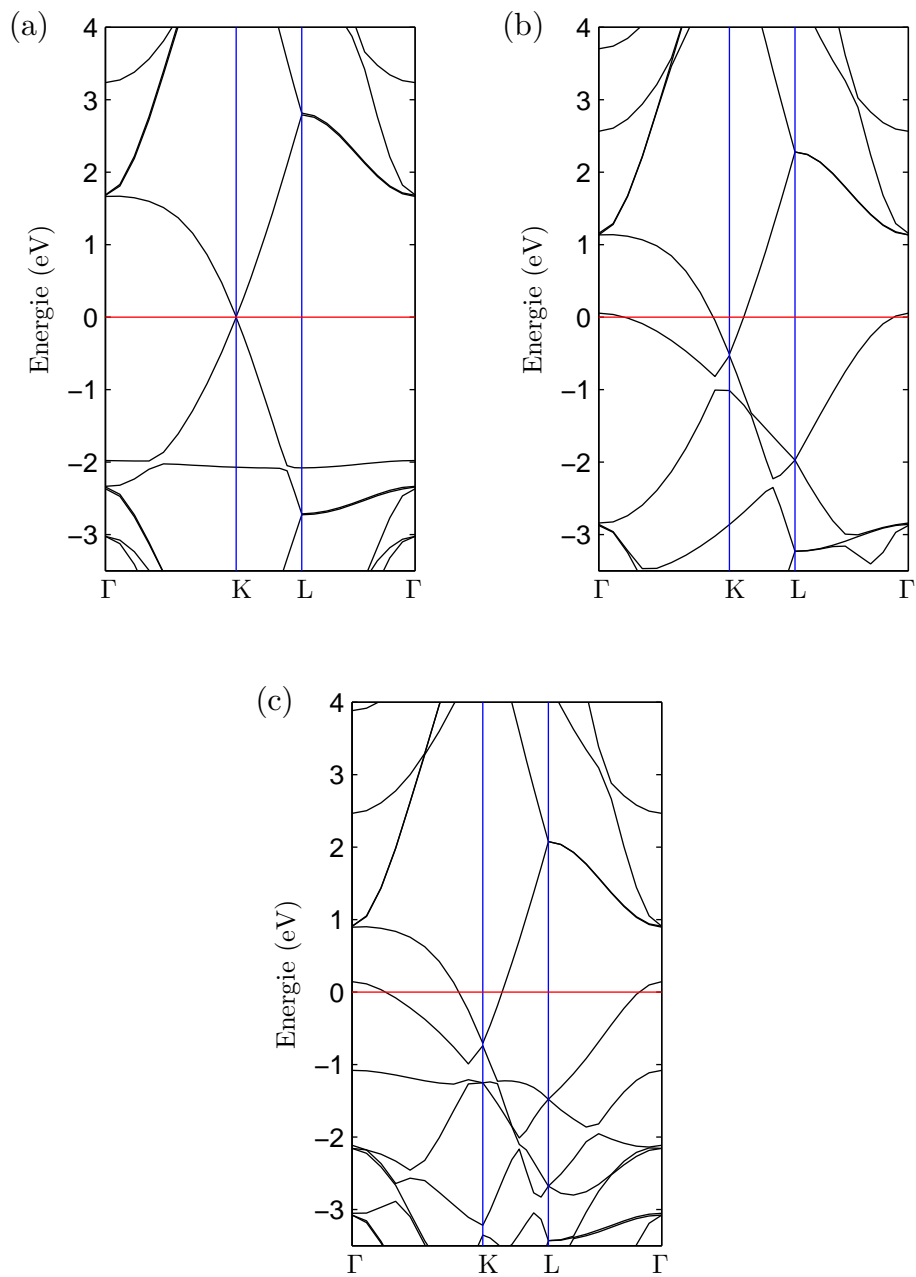 (a)
4
3
2
1
0
−1
−2
−3
Energie (eV)
Γ K L Γ
(b)
4
3
2
1
0
−1
−2
−3
Energie (eV)
Γ K L Γ
(c)
4
3
2
1
0
−1
−2
−3
Energie (eV)
Γ K L Γ